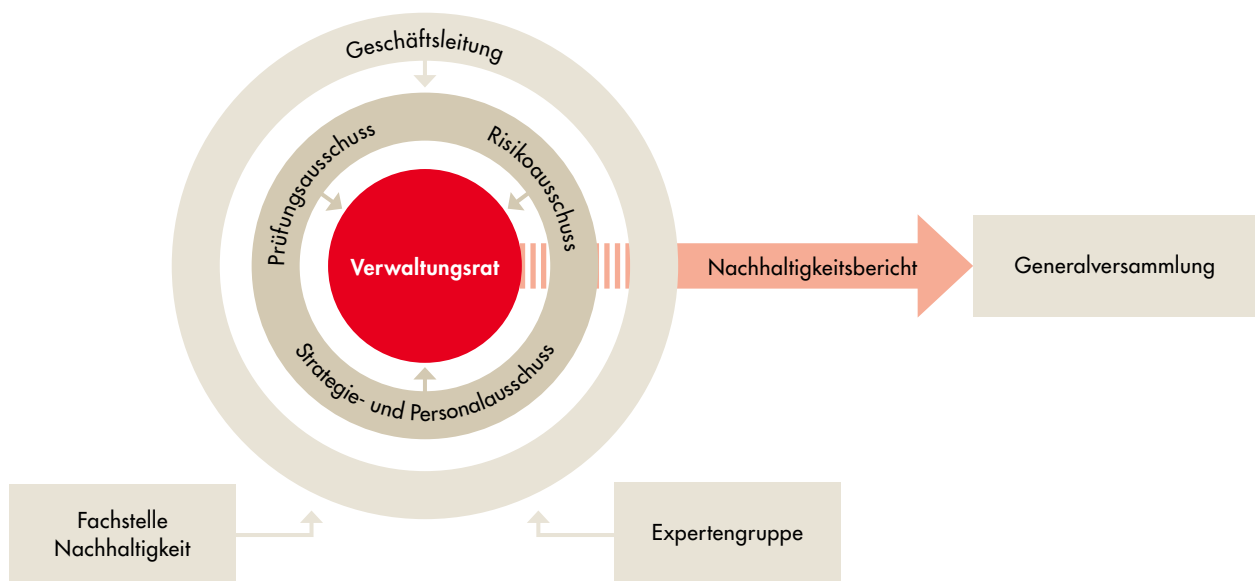 Geschäftsleitung
Prüfungsausschuss
Risikoausschuss
Verwaltungsrat
Nachhaltigkeitsbericht
Generalversammlung
Strategie- und Personalausschuss
Fachstelle
Nachhaltigkeit
Expertengruppe